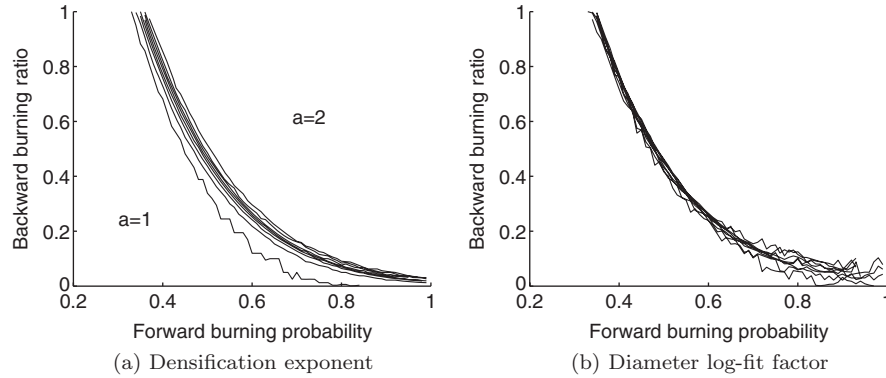 1
0.8
0.6
0.4
0.2
0
Backward burning ratio
a=2
a=1
0.2
0.4
0.6
0.8
1
Forward burning probability
(a) Densification exponent
1
0.8
0.6
0.4
0.2
0
Backward burning ratio
0.2
0.4
0.6
0.8
1
Forward burning probability
(b) Diameter log-fit factor